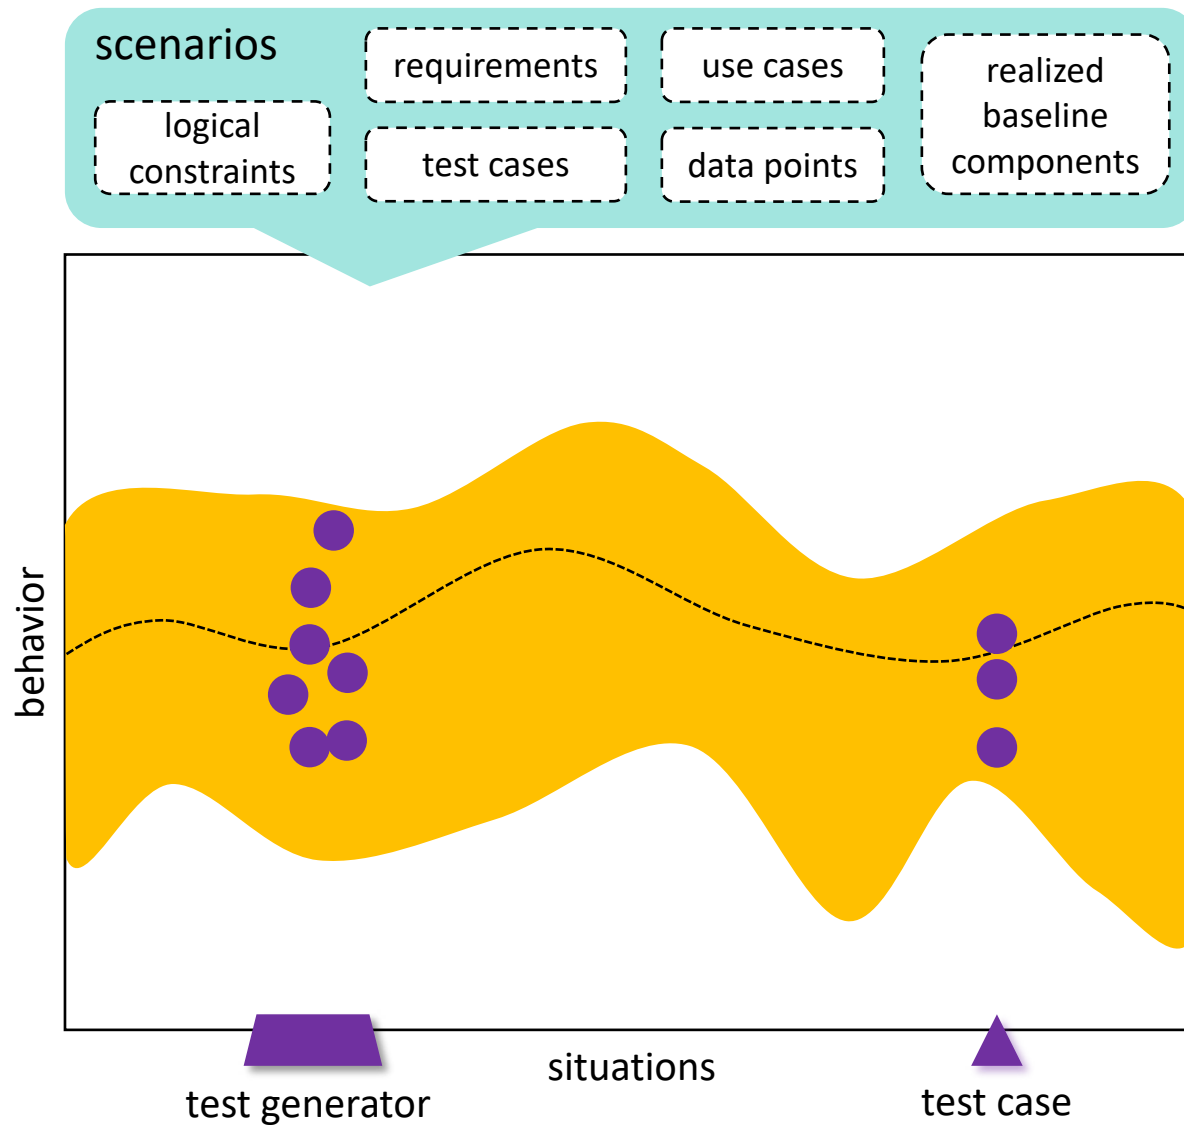 scenarios
requirements
use cases
realized
baseline
components
logical
constraints
test cases
data points
behavior
situations
test generator
test case